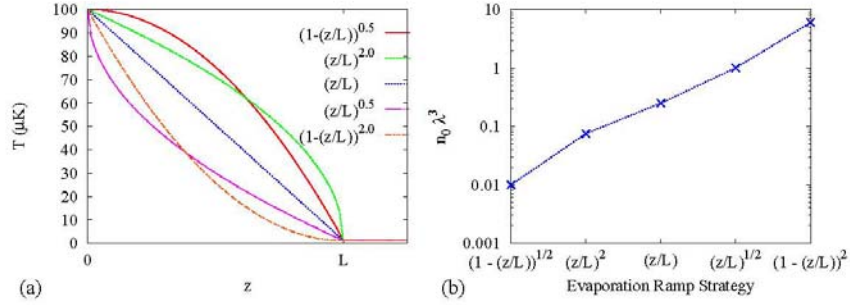 100
90
80
70
60
50
40
30
20
10
0
T (μK)
(1-(z/L))^0.5
(z/L)^2.0
(z/L)
(z/L)^0.5
(1-(z/L))^2.0
0
L
z
(a)
10
1
0.1
0.01
0.001
n₀ λ³
(1 - (z/L))^1/2
(z/L)^2
(z/L)
(z/L)^1/2
(1 - (z/L))^2
Evaporation Ramp Strategy
(b)